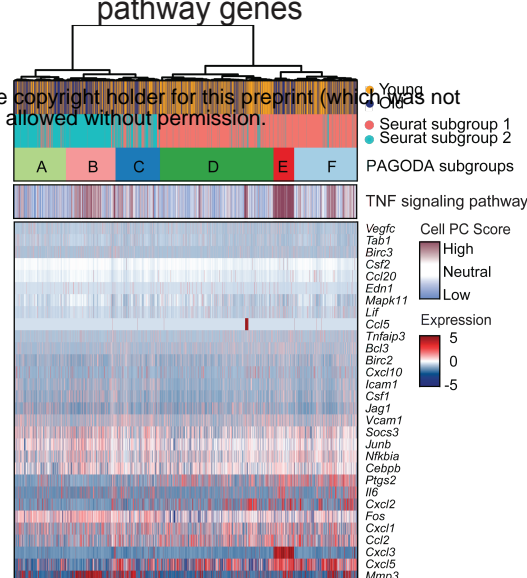 pathway genes
Young
Old
e copyright holder for this preprint (which was not
allowed without permission.
Seurat subgroup 1
Seurat subgroup 2
A B C D E F PAGODA subgroups
TNF signaling pathway
Cell PC Score
High
Neutral
Low
Expression
5
0
-5
Vegfc
Tab1
Birc3
Csf2
Ccl20
Edn1
Mapk11
Lif
Ccl5
Tnfaip3
Bcl3
Birc2
Cxcl10
Icam1
Csf1
Jag1
Vcam1
Socs3
Junb
Nfkbia
Cebpb
Ptgs2
Il6
Cxcl2
Fos
Cxcl1
Ccl2
Cxcl3
Cxcl5
Mmp3